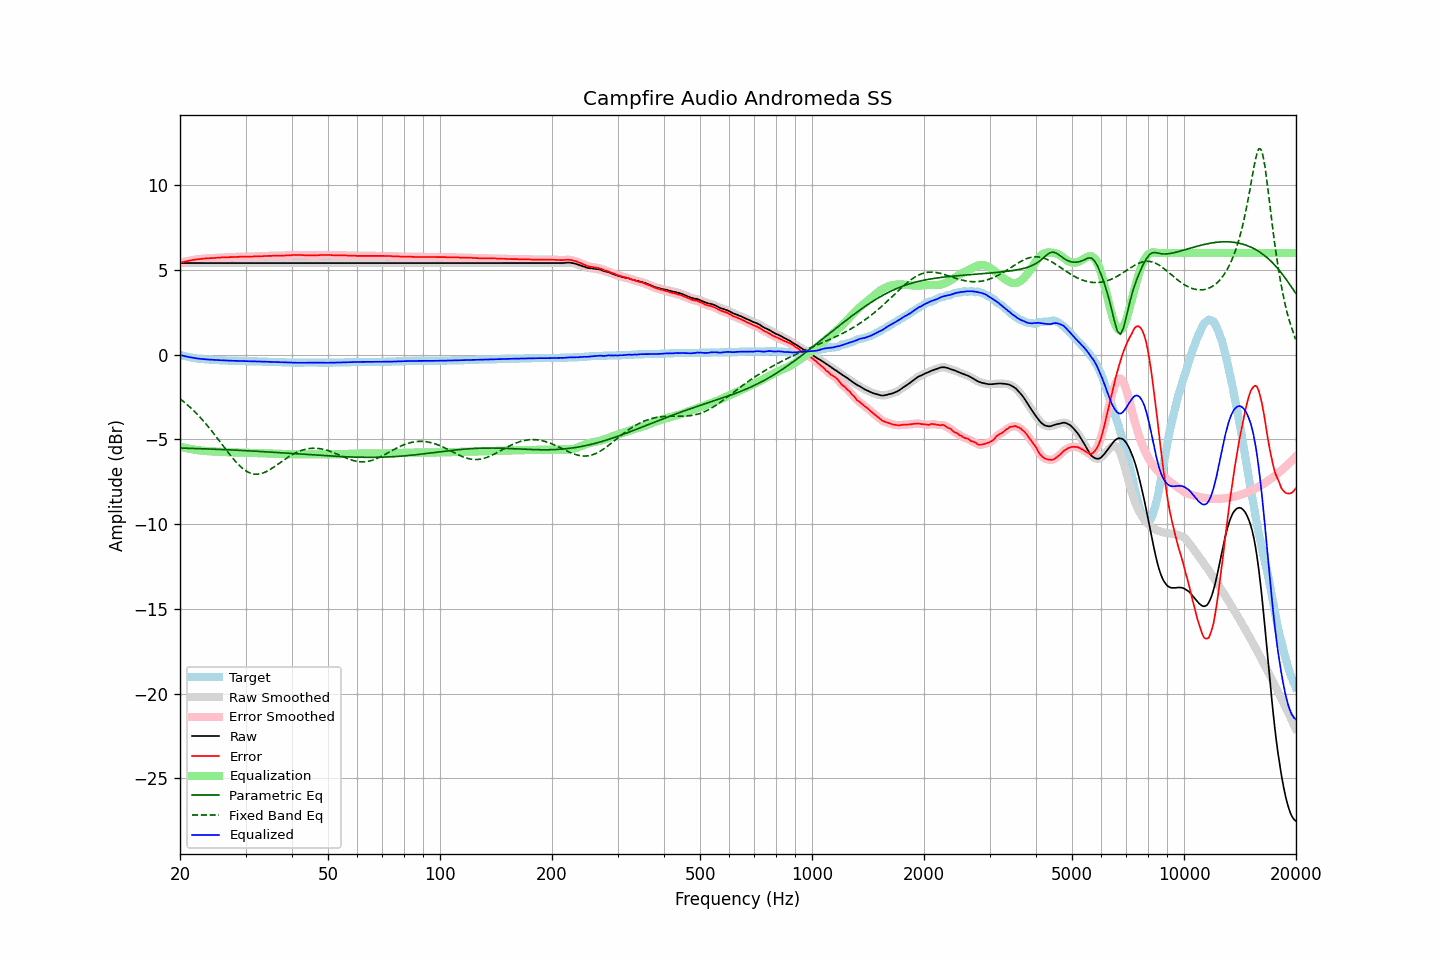 Campfire Audio Andromeda SS
Amplitude (dBr)
10
5
0
−5
−10
−15
−20
−25
Target
Raw Smoothed
Error Smoothed
Raw
Error
Equalization
Parametric Eq
Fixed Band Eq
Equalized
20 50 100 200 500 1000 2000 5000 10000 20000
Frequency (Hz)